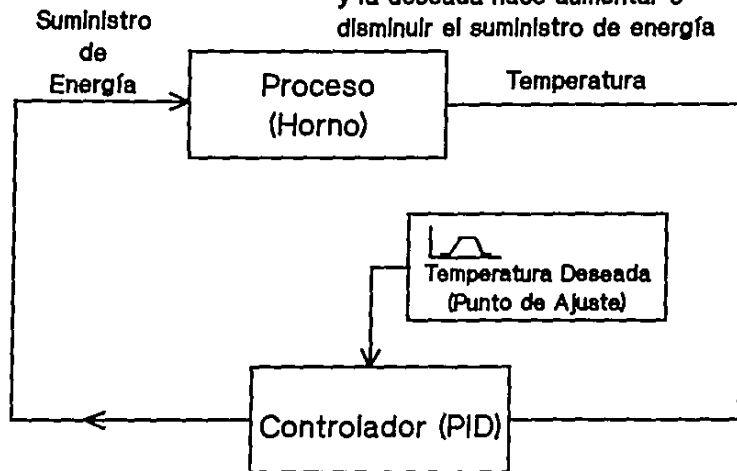 y la deseada hace aumentar o
disminuir el suministro de energía
Suministro
de
Energía
Proceso
(Horno)
Temperatura
Temperatura Deseada
(Punto de Ajuste)
Controlador (PID)